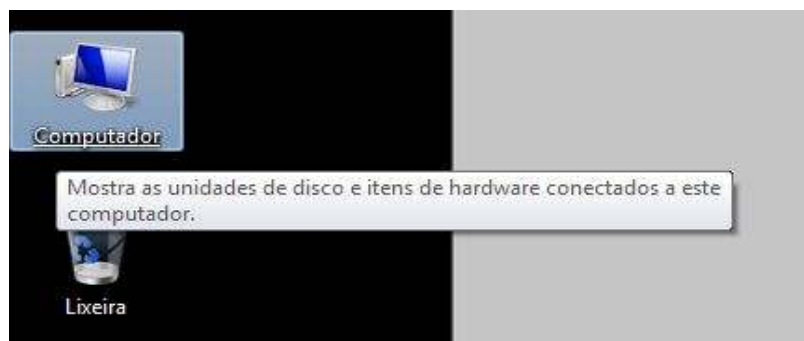 Computador
Mostra as unidades de disco e itens de hardware conectados a este
computador.
Lixeira